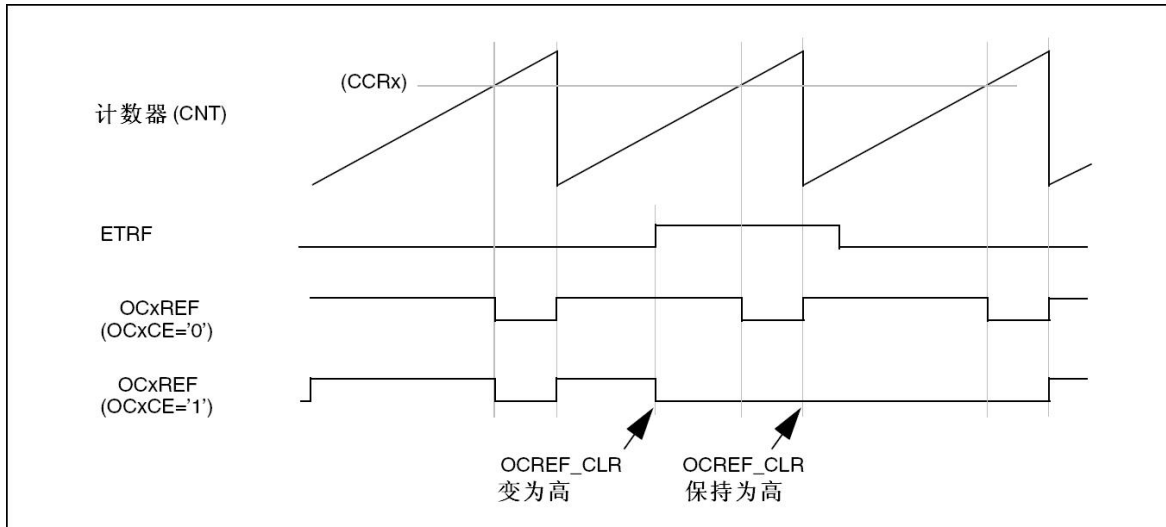 (CCRx)
计数器(CNT)
ETRF
OCxREF
(OCxCE='0')
OCxREF
(OCxCE='1')
OCREF_CLR
变为高
OCREF_CLR
保持为高